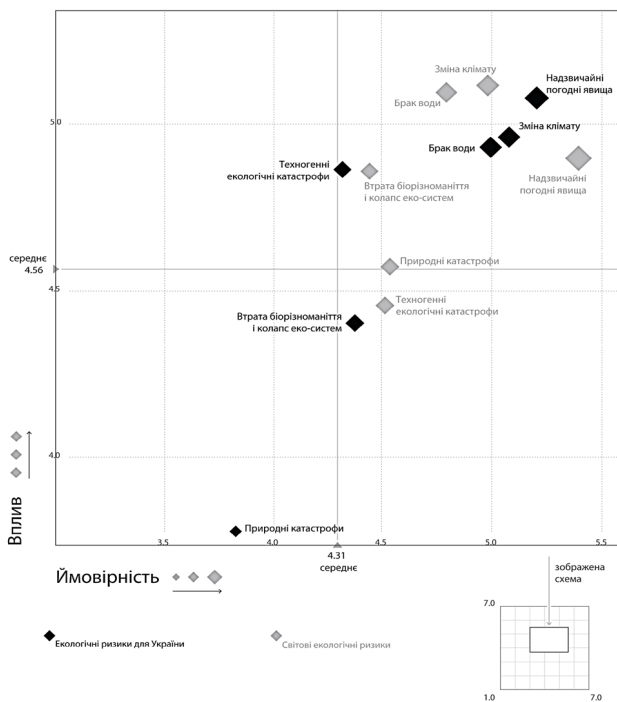 Зміна клімату
Брак води
Надзвичайні
погодні явища
5.0
Зміна клімату
Брак води
Техногенні
екологічні катастрофи
Втрата біорізноманіття
і колапс еко-систем
Надзвичайні
погодні явища
середнє
4.56
Природні катастрофи
4.5
Техногенні
екологічні катастрофи
Втрата біорізноманіття
і колапс еко-систем
4.0
Вплив
Природні катастрофи
3.5
4.0
4.5
5.0
5.5
4.31
середнє
Ймовірність
зображена
схема
7.0
Екологічні ризики для України
Світові екологічні ризики
1.0
7.0